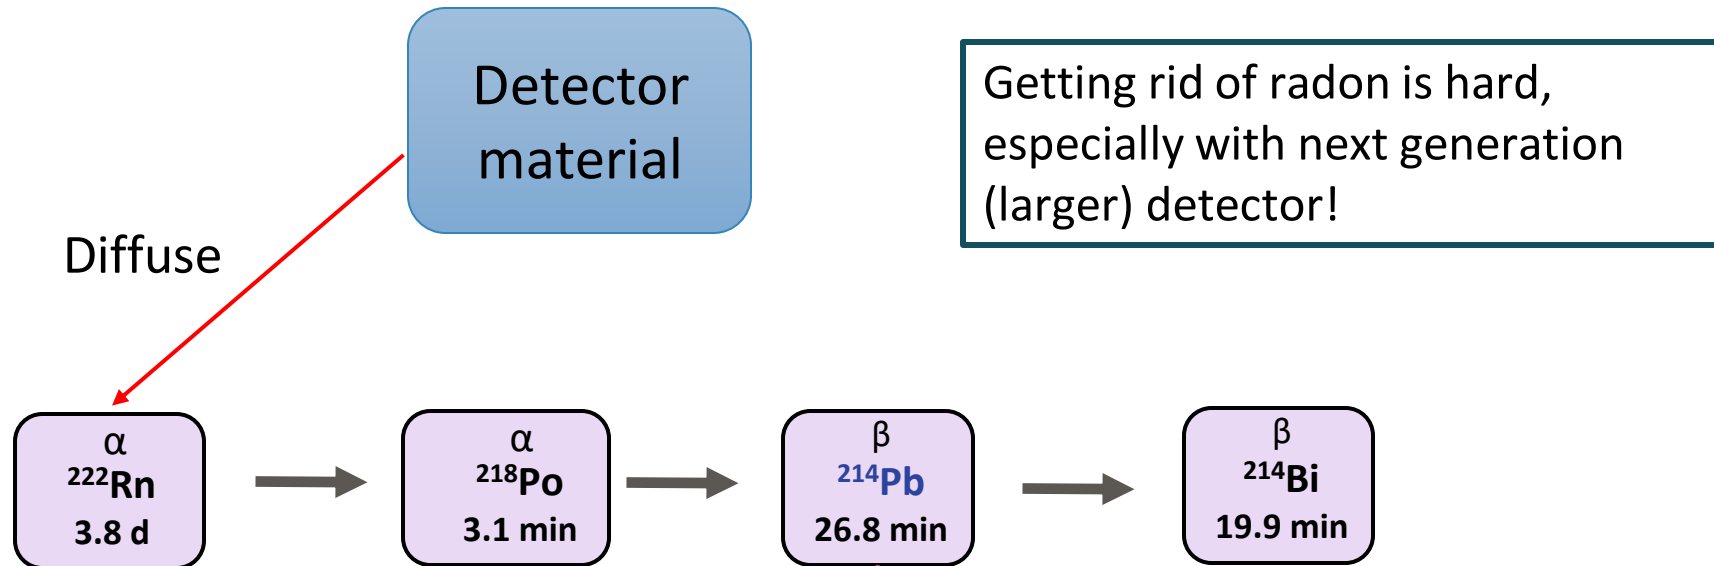 Detector
material
Getting rid of radon is hard,
especially with next generation
(larger) detector!
Diffuse
α
²²²Rn
3.8 d
α
²¹⁸Po
3.1 min
β
²¹⁴Pb
26.8 min
β
²¹⁴Bi
19.9 min